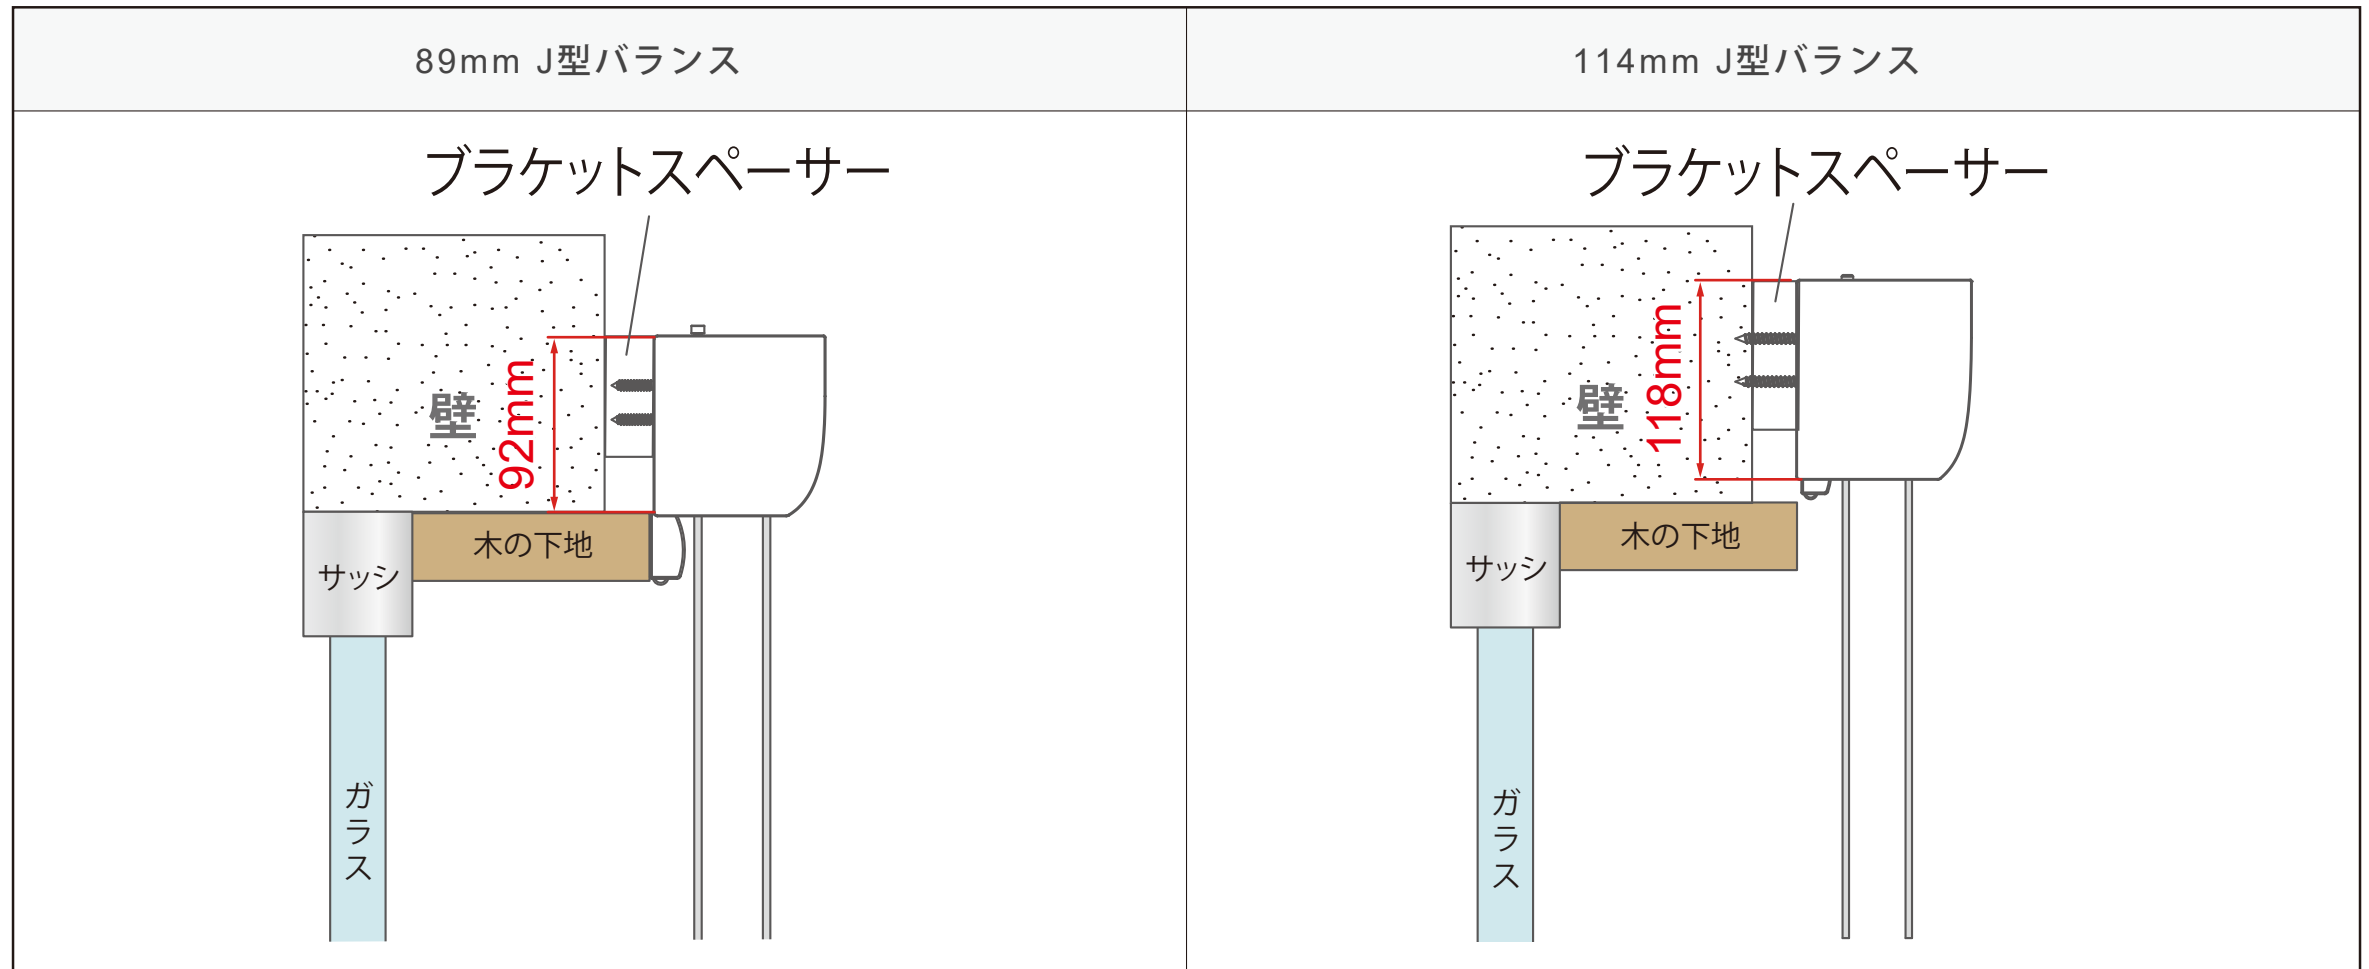 89mm J型バランス
114mm J型バランス
ブラケットスペーサー
壁
92mm
木の下地
サッシ
ガラス
ブラケットスペーサー
壁
118mm
木の下地
サッシ
ガラス